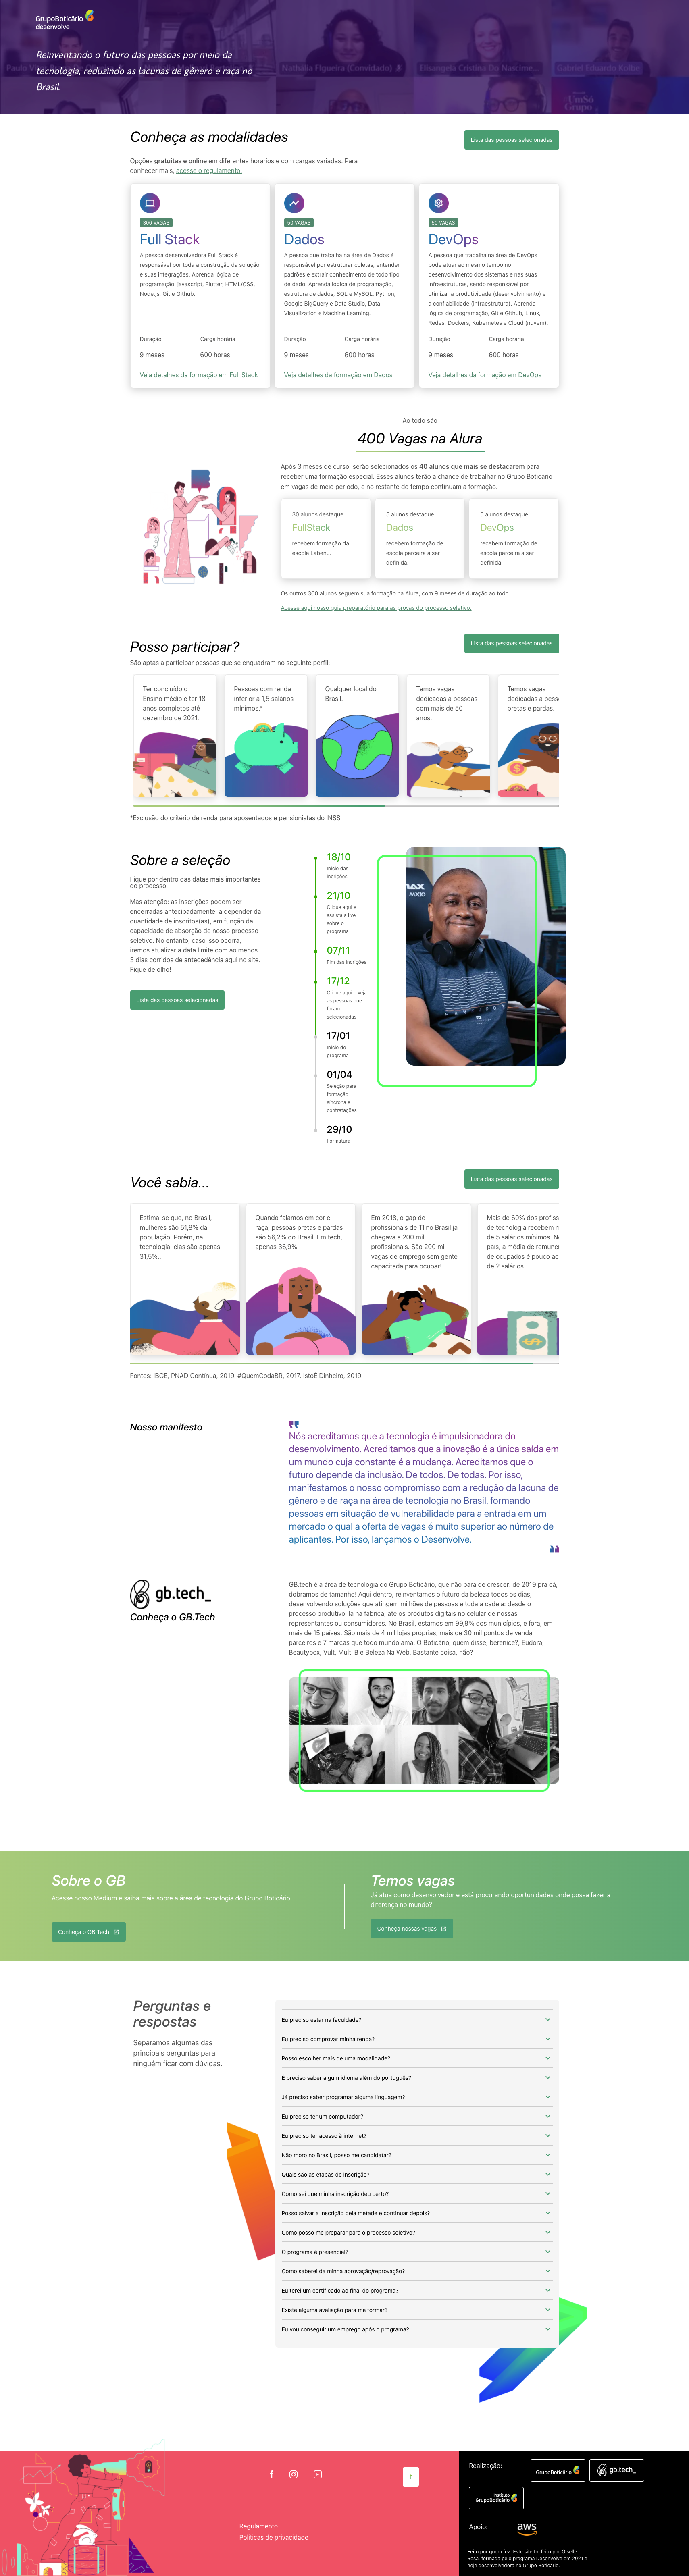 GrupoBoticário
desenvolve
Reinventando o futuro das pessoas por meio da
tecnologia, reduzindo as lacunas de gênero e raça no
Brasil.
Conheça as modalidades
Lista das pessoas selecionadas
Opções gratuitas e online em diferentes horários e com cargas variadas. Para
conhecer mais, acesse o regulamento.
300 VAGAS
Full Stack
A pessoa desenvolvedora Full Stack é
responsável por toda a construção da solução
e suas integrações. Aprenda lógica de
programação, javascript, Flutter, HTML/CSS,
Node.js, Git e Github.
Duração
Carga horária
9 meses
600 horas
Veja detalhes da formação em Full Stack
50 VAGAS
Dados
A pessoa que trabalha na área de Dados é
responsável por estruturar coletas, entender
padrões e extrair conhecimento de todo tipo
de dado. Aprenda lógica de programação,
estrutura de dados, SQL e MySQL, Python,
Google BigQuery e Data Studio, Data
Visualization e Machine Learning.
Duração
Carga horária
9 meses
600 horas
Veja detalhes da formação em Dados
50 VAGAS
DevOps
A pessoa que trabalha na área de DevOps
pode atuar ao mesmo tempo no
desenvolvimento dos sistemas e nas suas
infraestruturas, sendo responsável por
otimizar a produtividade (desenvolvimento) e
a confiabilidade (infraestrutura). Aprenda
lógica de programação, Git e Github, Linux,
Redes, Dockers, Kubernetes e Cloud (nuvem).
Duração
Carga horária
9 meses
600 horas
Veja detalhes da formação em DevOps
Ao todo são
400 Vagas na Alura
Após 3 meses de curso, serão selecionados os 40 alunos que mais se destacarem para
receber uma formação especial. Esses alunos terão a chance de trabalhar no Grupo Boticário
em vagas de meio período, e no restante do tempo continuam a formação.
30 alunos destaque
FullStack
recebem formação da
escola Labenu.
5 alunos destaque
Dados
recebem formação de
escola parceira a ser
definida.
5 alunos destaque
DevOps
recebem formação de
escola parceira a ser
definida.
Os outros 360 alunos seguem sua formação na Alura, com 9 meses de duração ao todo.
Acesse aqui nosso guia preparatório para as provas do processo seletivo.
Posso participar?
Lista das pessoas selecionadas
São aptas a participar pessoas que se enquadram no seguinte perfil:
Ter concluído o
Ensino médio e ter 18
anos completos até
dezembro de 2021.
Pessoas com renda
inferior a 1,5 salários
mínimos.*
Qualquer local do
Brasil.
Temos vagas
dedicadas a pessoas
com mais de 50
anos.
Temos vagas
dedicadas a pess
pretas e pardas.
*Exclusão do critério de renda para aposentados e pensionistas do INSS
Sobre a seleção
Fique por dentro das datas mais importantes
do processo.
Mas atenção: as inscrições podem ser
encerradas antecipadamente, a depender da
quantidade de inscritos(as), em função da
capacidade de absorção de nosso processo
seletivo. No entanto, caso isso ocorra,
iremos atualizar a data limite com ao menos
3 dias corridos de antecedência aqui no site.
Fique de olho!
Lista das pessoas selecionadas
18/10
Início das
incrições
21/10
Clique aqui e
assista a live
sobre o
programa
07/11
Fim das incrições
17/12
Clique aqui e veja
as pessoas que
foram
selecionadas
17/01
Início do
programa
01/04
Seleção para
formação
síncrona e
contratações
29/10
Formatura
Você sabia...
Lista das pessoas selecionadas
Estima-se que, no Brasil,
mulheres são 51,8% da
população. Porém, na
tecnologia, elas são apenas
31,5%..
Quando falamos em cor e
raça, pessoas pretas e pardas
são 56,2% do Brasil. Em tech,
apenas 36,9%
Em 2018, o gap de
profissionais de TI no Brasil já
chegava a 200 mil
profissionais. São 200 mil
vagas de emprego sem gente
capacitada para ocupar!
Mais de 60% dos profiss
de tecnologia recebem m
de 5 salários mínimos. N
país, a média de remune
de ocupados é pouco ac
de 2 salários.
Fontes: IBGE, PNAD Contínua, 2019. #QuemCodaBR, 2017. IstoÉ Dinheiro, 2019.
Nosso manifesto
Nós acreditamos que a tecnologia é impulsionadora do
desenvolvimento. Acreditamos que a inovação é a única saída em
um mundo cuja constante é a mudança. Acreditamos que o
futuro depende da inclusão. De todos. De todas. Por isso,
manifestamos o nosso compromisso com a redução da lacuna de
gênero e de raça na área de tecnologia no Brasil, formando
pessoas em situação de vulnerabilidade para a entrada em um
mercado o qual a oferta de vagas é muito superior ao número de
aplicantes. Por isso, lançamos o Desenvolve.
gb.tech_
Conheça o GB.Tech
GB.tech é a área de tecnologia do Grupo Boticário, que não para de crescer: de 2019 pra cá,
dobramos de tamanho! Aqui dentro, reinventamos o futuro da beleza todos os dias,
desenvolvendo soluções que atingem milhões de pessoas e toda a cadeia: desde o
processo produtivo, lá na fábrica, até os produtos digitais no celular de nossas
representantes ou consumidores. No Brasil, estamos em 99,9% dos municípios, e fora, em
mais de 15 países. São mais de 4 mil lojas próprias, mais de 30 mil pontos de venda
parceiros e 7 marcas que todo mundo ama: O Boticário, quem disse, berenice?, Eudora,
Beautybox, Vult, Multi B e Beleza Na Web. Bastante coisa, não?
Sobre o GB
Acesse nosso Medium e saiba mais sobre a área de tecnologia do Grupo Boticário.
Conheça o GB Tech
Temos vagas
Já atua como desenvolvedor e está procurando oportunidades onde possa fazer a
diferença no mundo?
Conheça nossas vagas
Perguntas e
respostas
Separamos algumas das
principais perguntas para
ninguém ficar com dúvidas.
Eu preciso estar na faculdade?
Eu preciso comprovar minha renda?
Posso escolher mais de uma modalidade?
É preciso saber algum idioma além do português?
Já preciso saber programar alguma linguagem?
Eu preciso ter um computador?
Eu preciso ter acesso à internet?
Não moro no Brasil, posso me candidatar?
Quais são as etapas de inscrição?
Como sei que minha inscrição deu certo?
Posso salvar a inscrição pela metade e continuar depois?
Como posso me preparar para o processo seletivo?
O programa é presencial?
Como saberei da minha aprovação/reprovação?
Eu terei um certificado ao final do programa?
Existe alguma avaliação para me formar?
Eu vou conseguir um emprego após o programa?
Regulamento
Políticas de privacidade
Realização:
GrupoBoticário
gb.tech_
Instituto
GrupoBoticário
Apoio:
aws
Feito por quem fez: Este site foi feito por Giselle
Rosa, formada pelo programa Desenvolve em 2021 e
hoje desenvolvedora no Grupo Boticário.